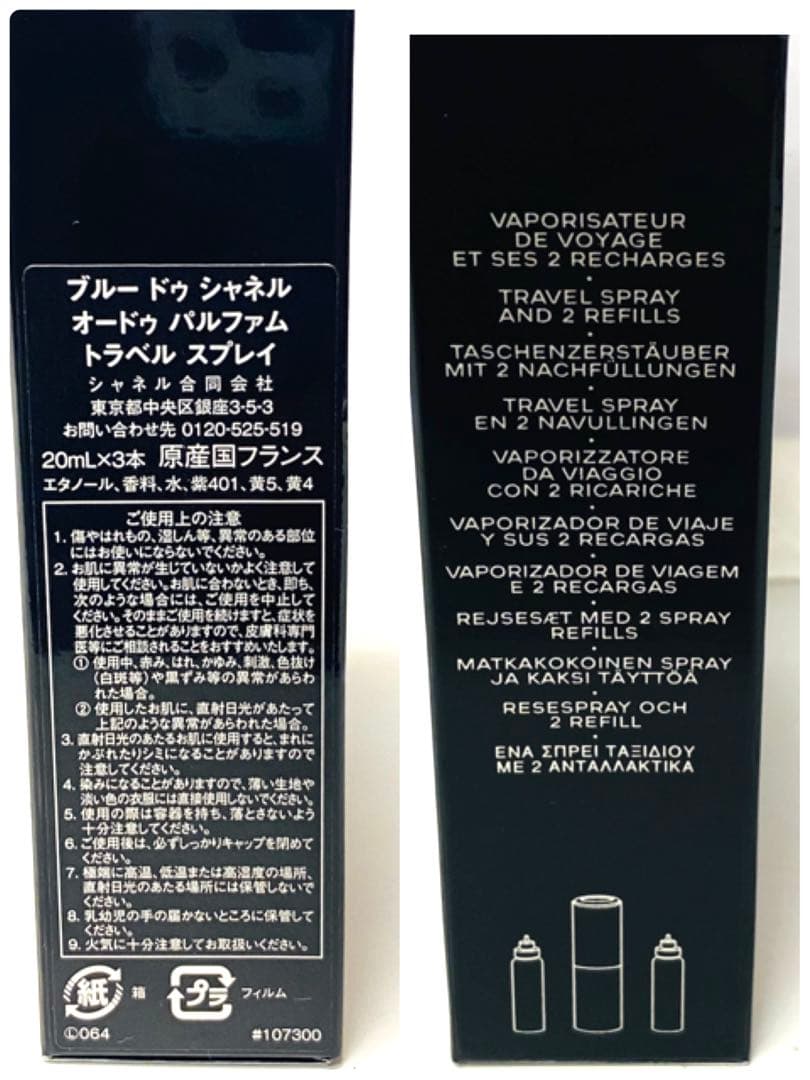 ブルー ドゥ シャネル
オードゥ パルファム
トラベル スプレイ
シャネル合同会社
東京都中央区銀座3-5-3
お問い合わせ先 0120-525-519
20mL×3本 原産国フランス
エタノール、香料、水、紫401、黄5、黄4
ご使用上の注意
1. 傷やはれもの、湿しん等、異常のある部位
にはお使いにならないでください。
2. お肌に異常が生じていないかよく注意して
使用してください。お肌に合わないとき、即ち、
次のような場合には、ご使用を中止して
ください。そのままご使用を続けますと、症状を
悪化させることがありますので、皮膚科専門
医等にご相談されることをおすすめいたします。
① 使用中、赤み、はれ、かゆみ、刺激、色抜け
(白斑等)や黒ずみ等の異常があらわ
れた場合。
② 使用したお肌に、直射日光があたって
上記のような異常があらわれた場合。
3. 直射日光のあたるお肌に使用すると、まれに
かぶれたりシミになることがありますので
注意してください。
4. 染みになることがありますので、薄い生地や
淡い色の衣服には直接使用しないでください。
5. 使用の際は容器を持ち、落とさないよう
十分注意してください。
6. ご使用後は、必ずしっかりキャップを閉めて
ください。
7. 極端に高温、低温または高湿度の場所、
直射日光のあたる場所には保管しないで
ください。
8. 乳幼児の手の届かないところに保管して
ください。
9. 火気に十分注意してお取扱いください。
紙 箱 プラ フィルム
Ⓛ064 #107300
VAPORISATEUR
DE VOYAGE
ET SES 2 RECHARGES
TRAVEL SPRAY
AND 2 REFILLS
TASCHENZERSTÄUBER
MIT 2 NACHFÜLLUNGEN
TRAVEL SPRAY
EN 2 NAVULLINGEN
VAPORIZZATORE
DA VIAGGIO
CON 2 RICARICHE
VAPORIZADOR DE VIAJE
Y SUS 2 RECARGAS
VAPORIZADOR DE VIAGEM
E 2 RECARGAS
REJSESÆT MED 2 SPRAY
REFILLS
MATKAKOKOINEN SPRAY
JA KAKSI TÄYTTÖÄ
RESESPRAY OCH
2 REFILL
ΕΝΑ ΣΠΡΕΪ ΤΑΞΙΔΙΟΥ
ΜΕ 2 ΑΝΤΑΛΛΑΚΤΙΚΑ